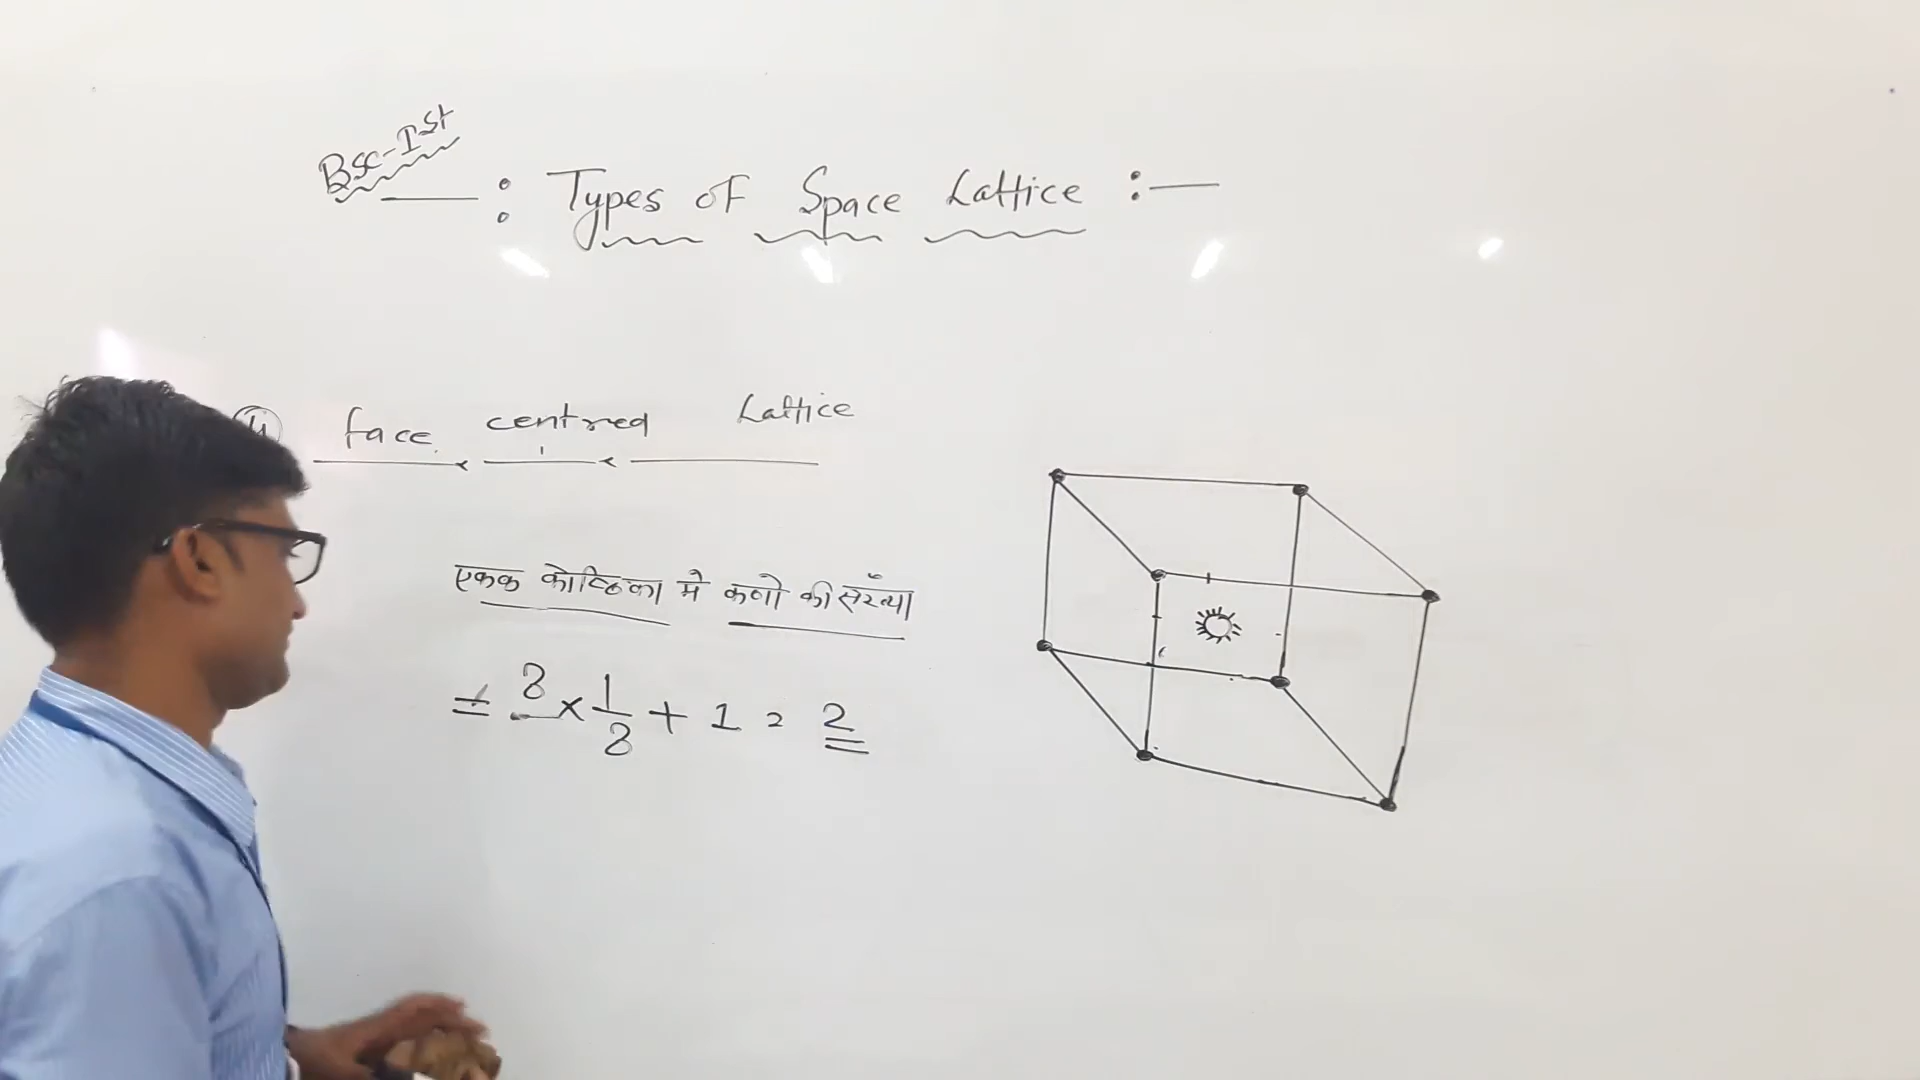 Bsc-Ist
—: Types of Space Lattice :—
face centred Lattice
एकक कोष्ठिका मे कणो की संख्या
= 8 × 1/8 + 1 = 2